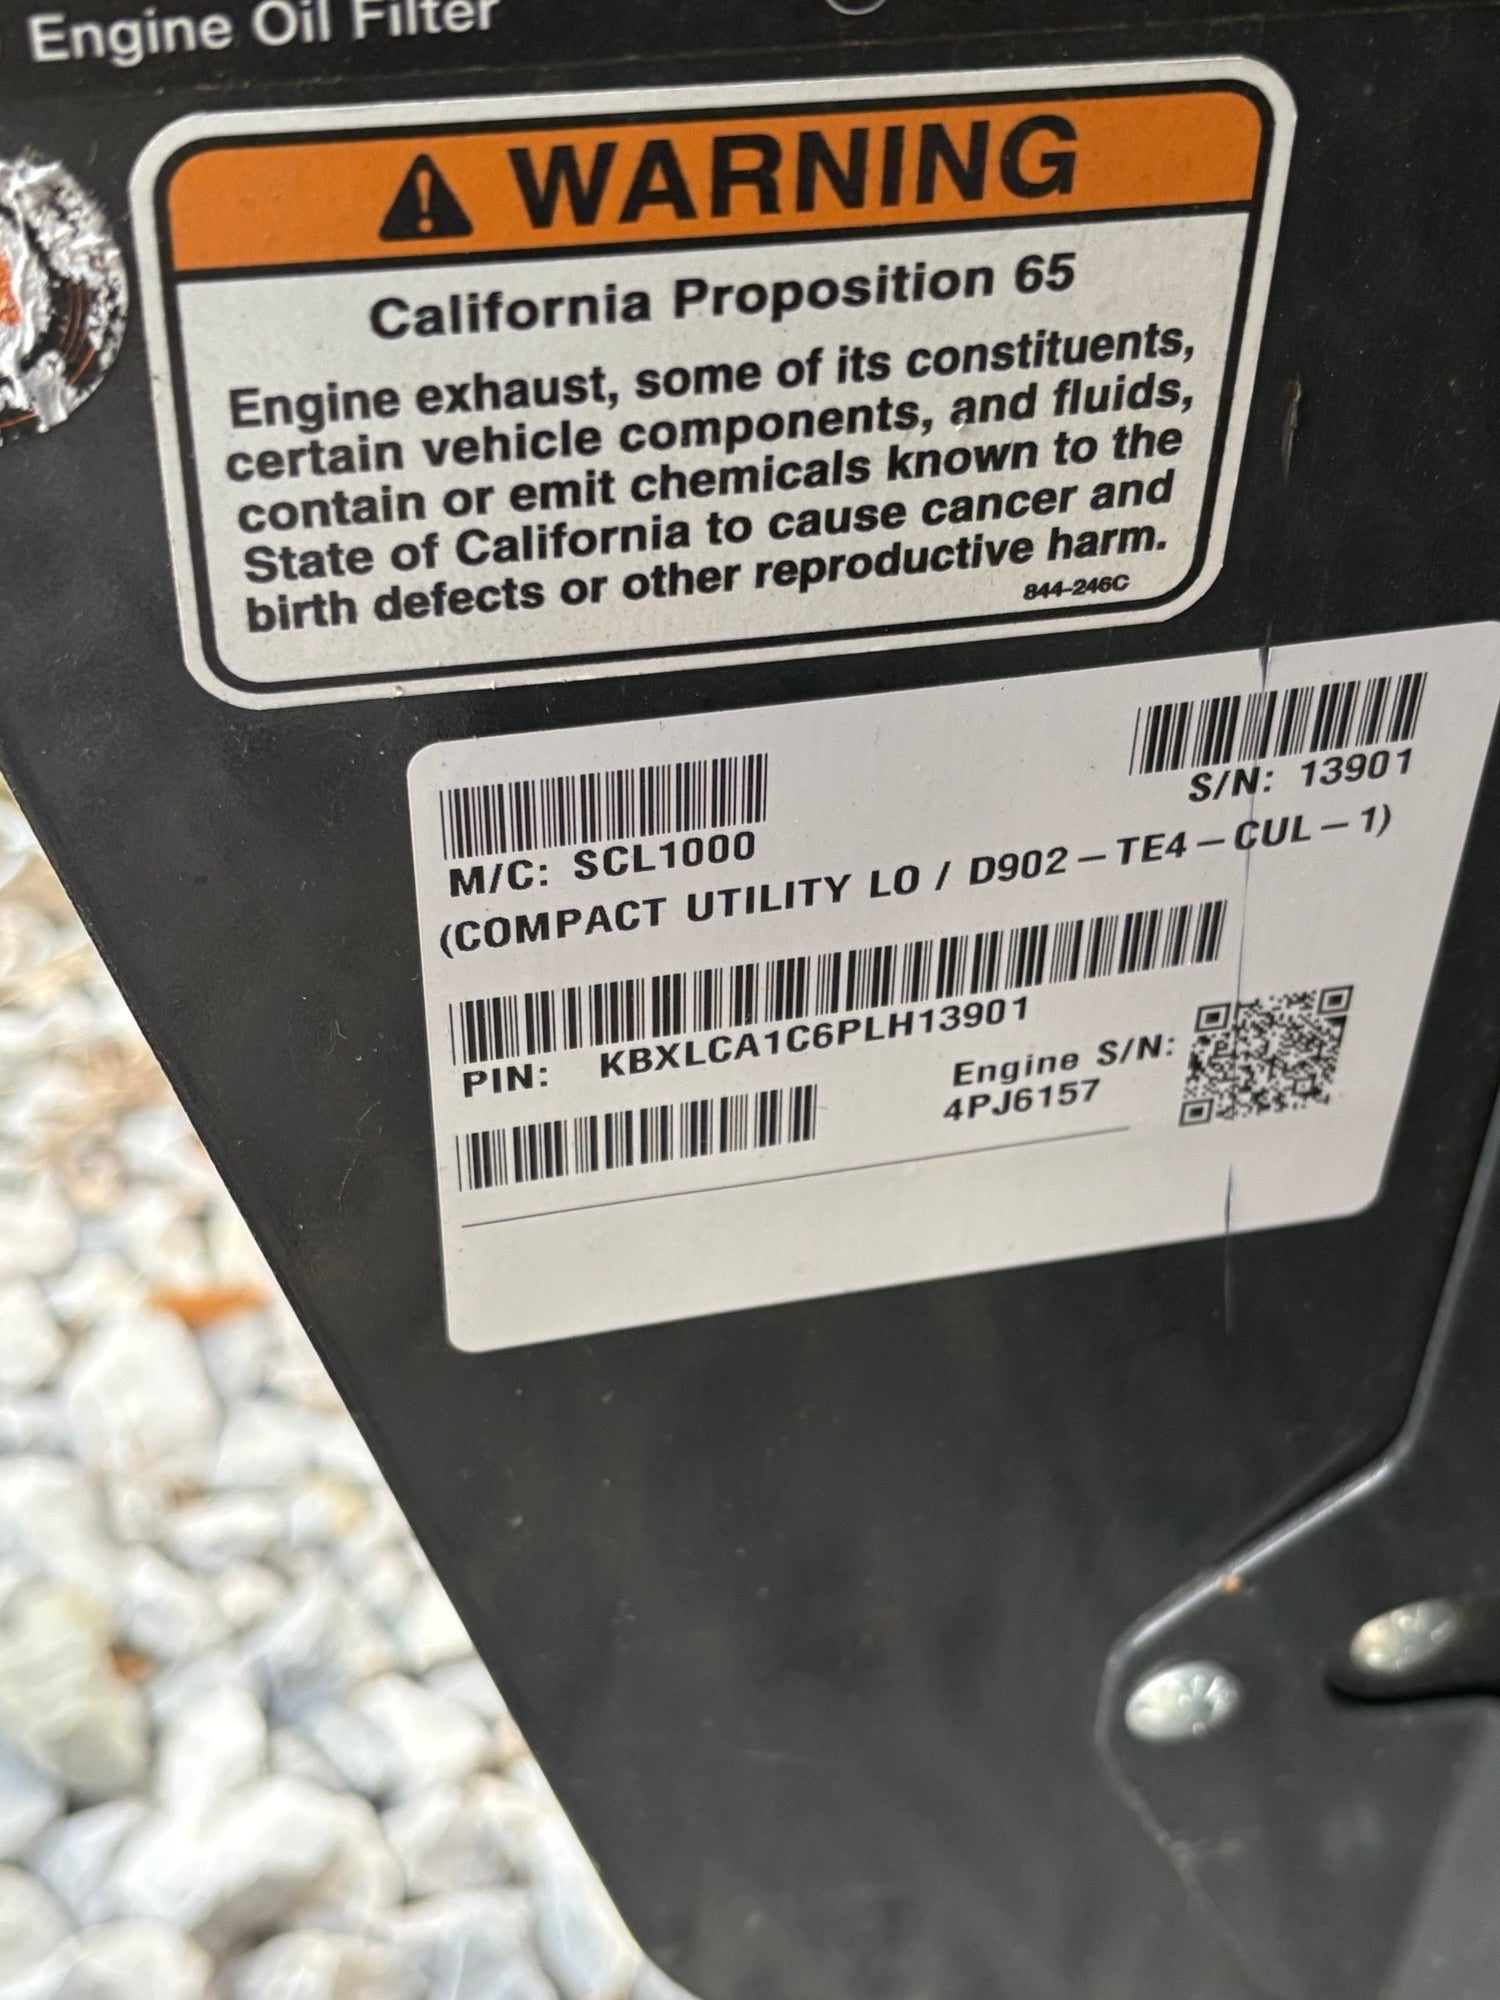 Engine Oil Filter
WARNING
California Proposition 65
Engine exhaust, some of its constituents,
certain vehicle components, and fluids,
contain or emit chemicals known to the
State of California to cause cancer and
birth defects or other reproductive harm.
844-246C
S/N: 13901
M/C: SCL1000
(COMPACT UTILITY LO / D902-TE4-CUL-1)
PIN: KBXLCA1C6PLH13901
Engine S/N:
4PJ6157